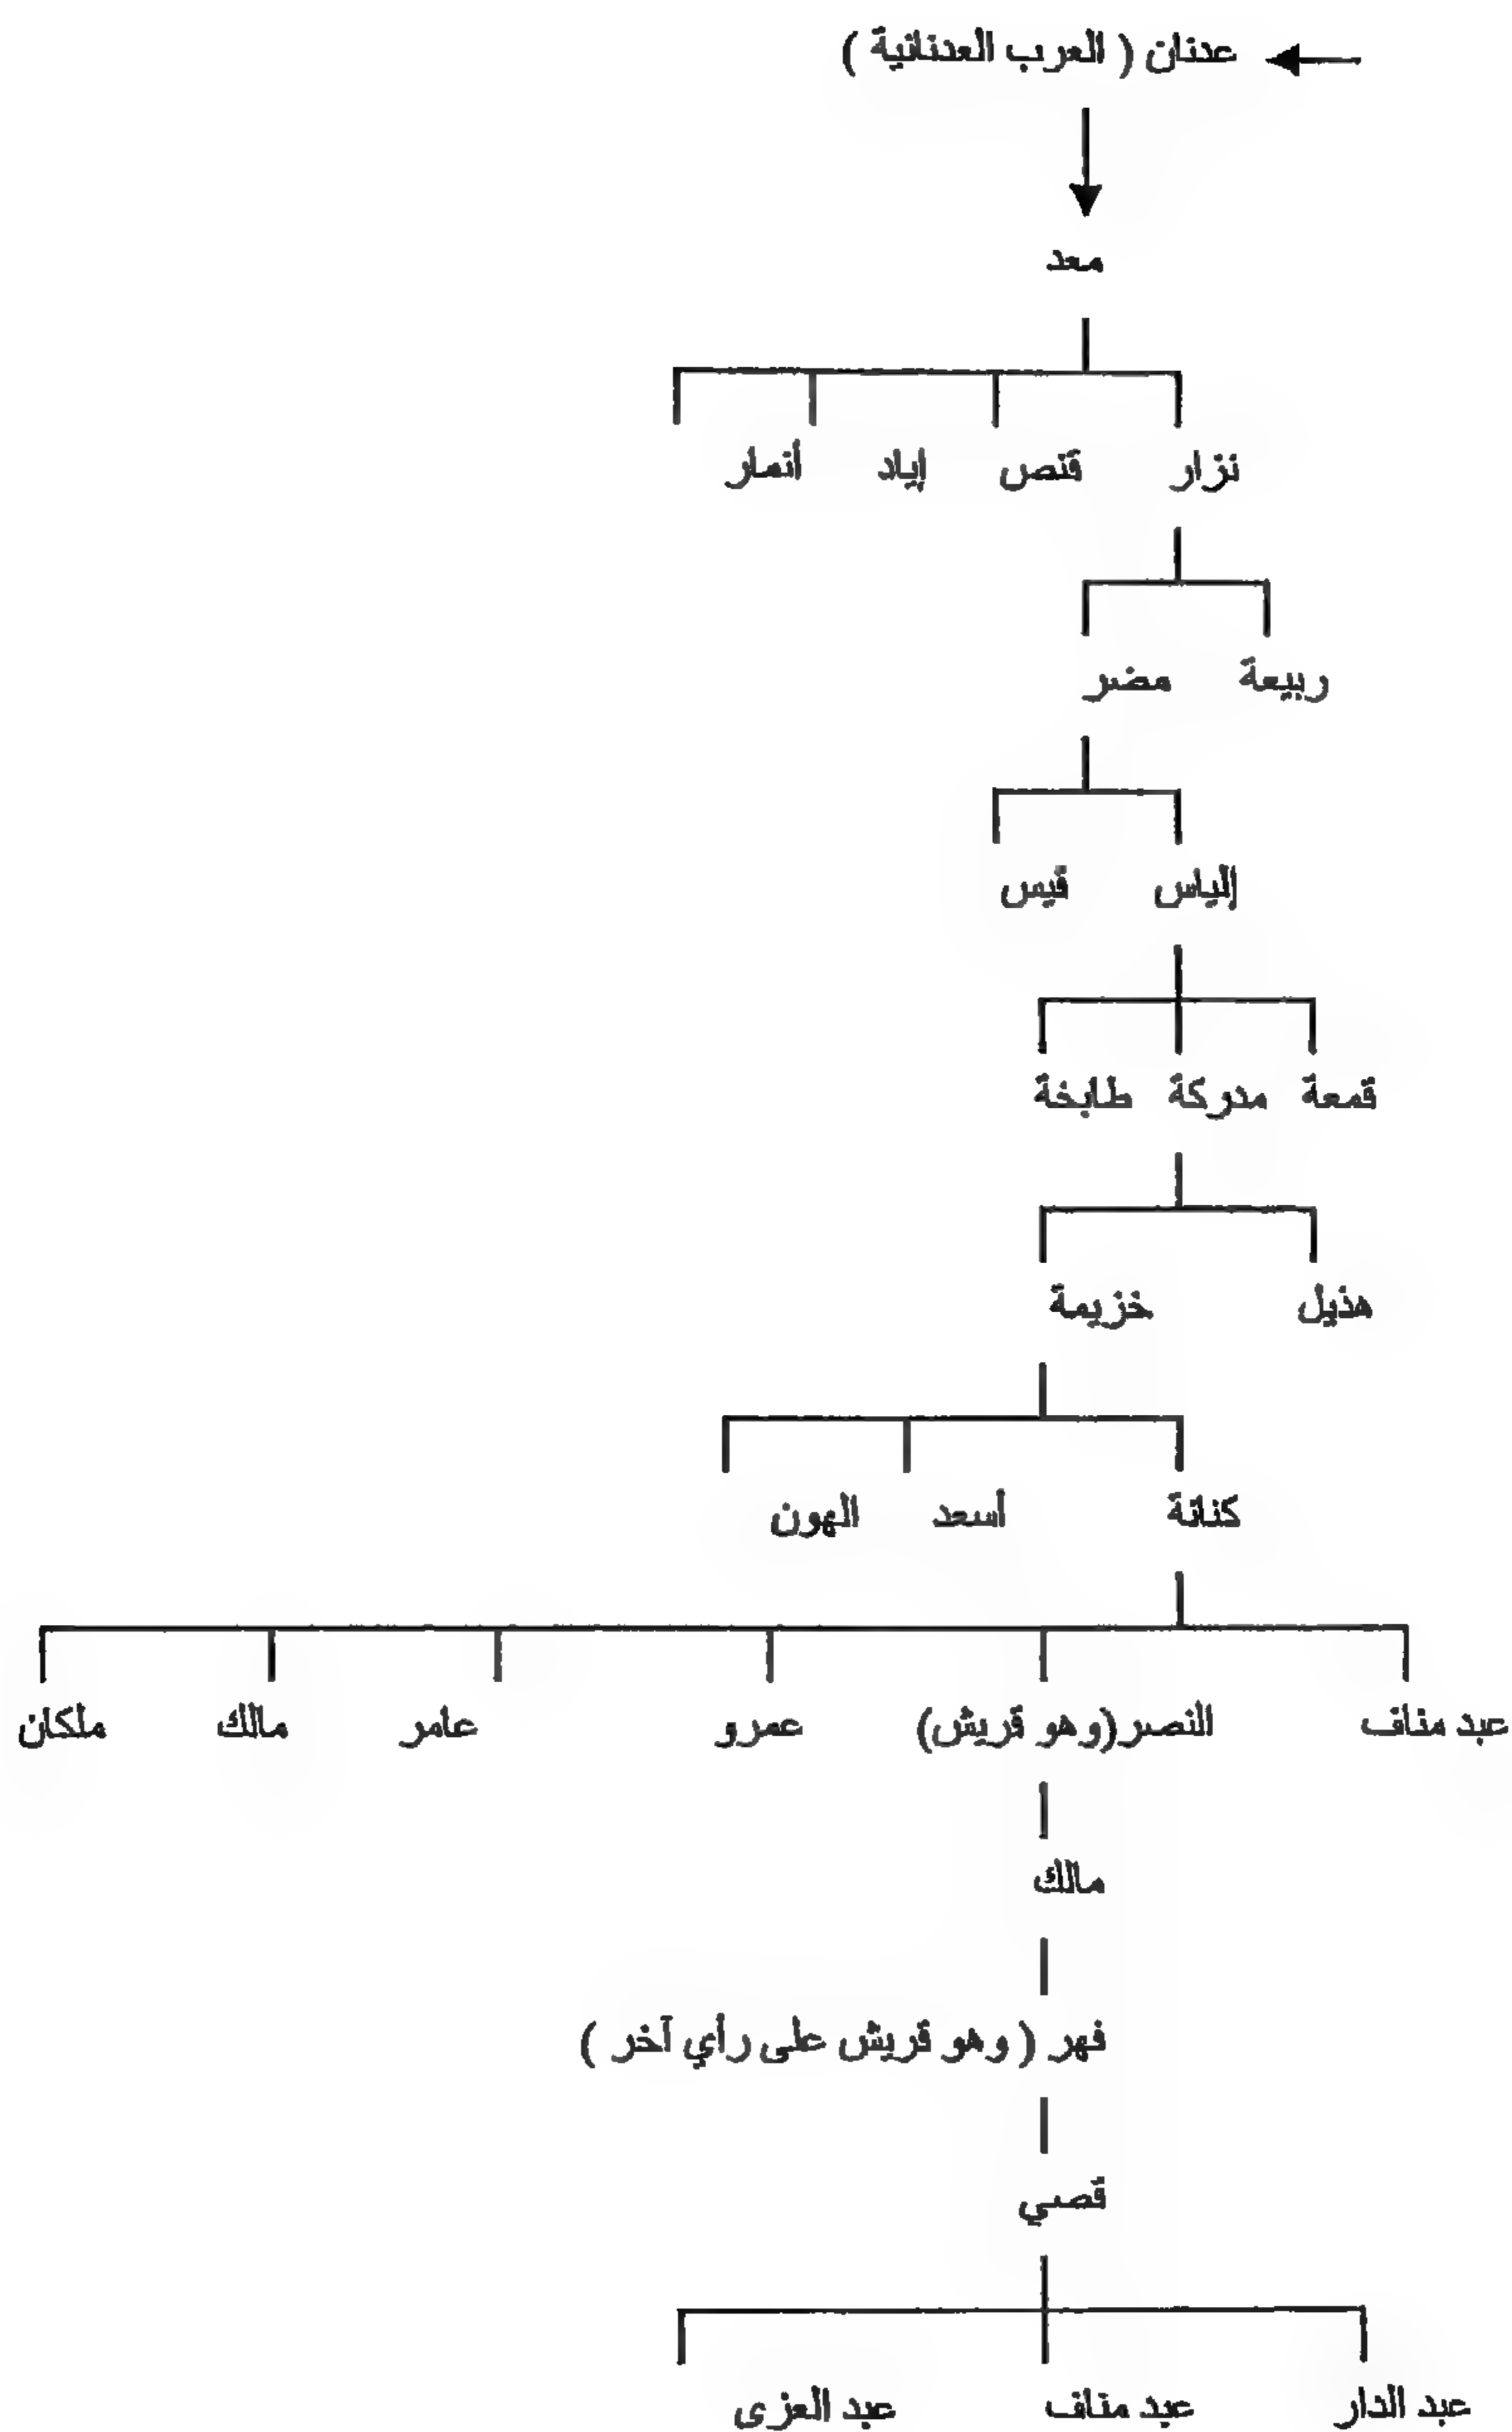 عدنان ( العرب العدنانية )
معد
نزار قنص إياد أنمار
ربيعة مضر
إلياس قيس
قمعة مدركة طابخة
هذيل خزيمة
كنانة أسعد الهون
عبد مناف النصر(وهو قريش) عمرو عامر مالك ملكان
مالك
فهر ( وهو قريش على رأي آخر )
قصي
عبد الدار عبد مناف عبد العزى